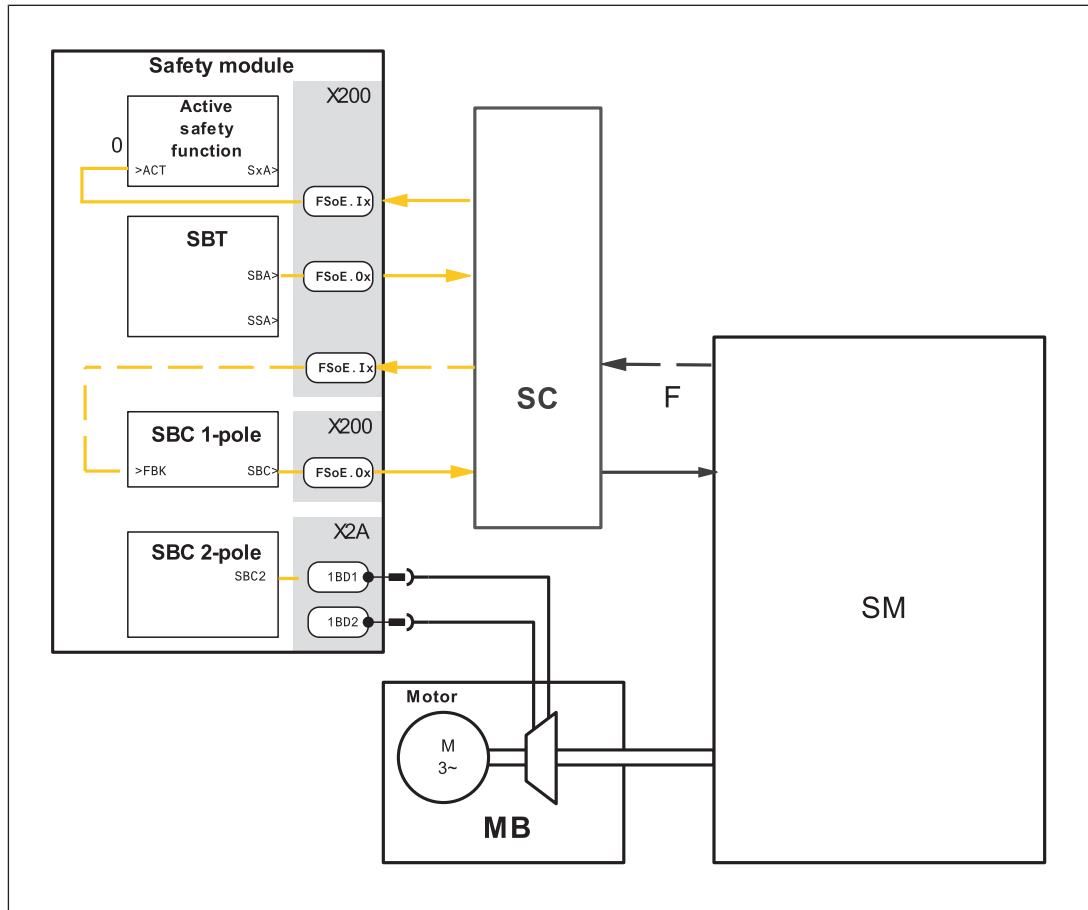 Safety module
X200
Active
safety
function
0
>ACT
SxA>
FSoE.Ix
SBT
SBA>
FSoE.Ox
SSA>
FSoE.Ix
SC
F
SBC 1-pole
X200
>FBK
SBC>
FSoE.Ox
SBC 2-pole
X2A
SBC2
1BD1
1BD2
SM
Motor
M
3~
MB